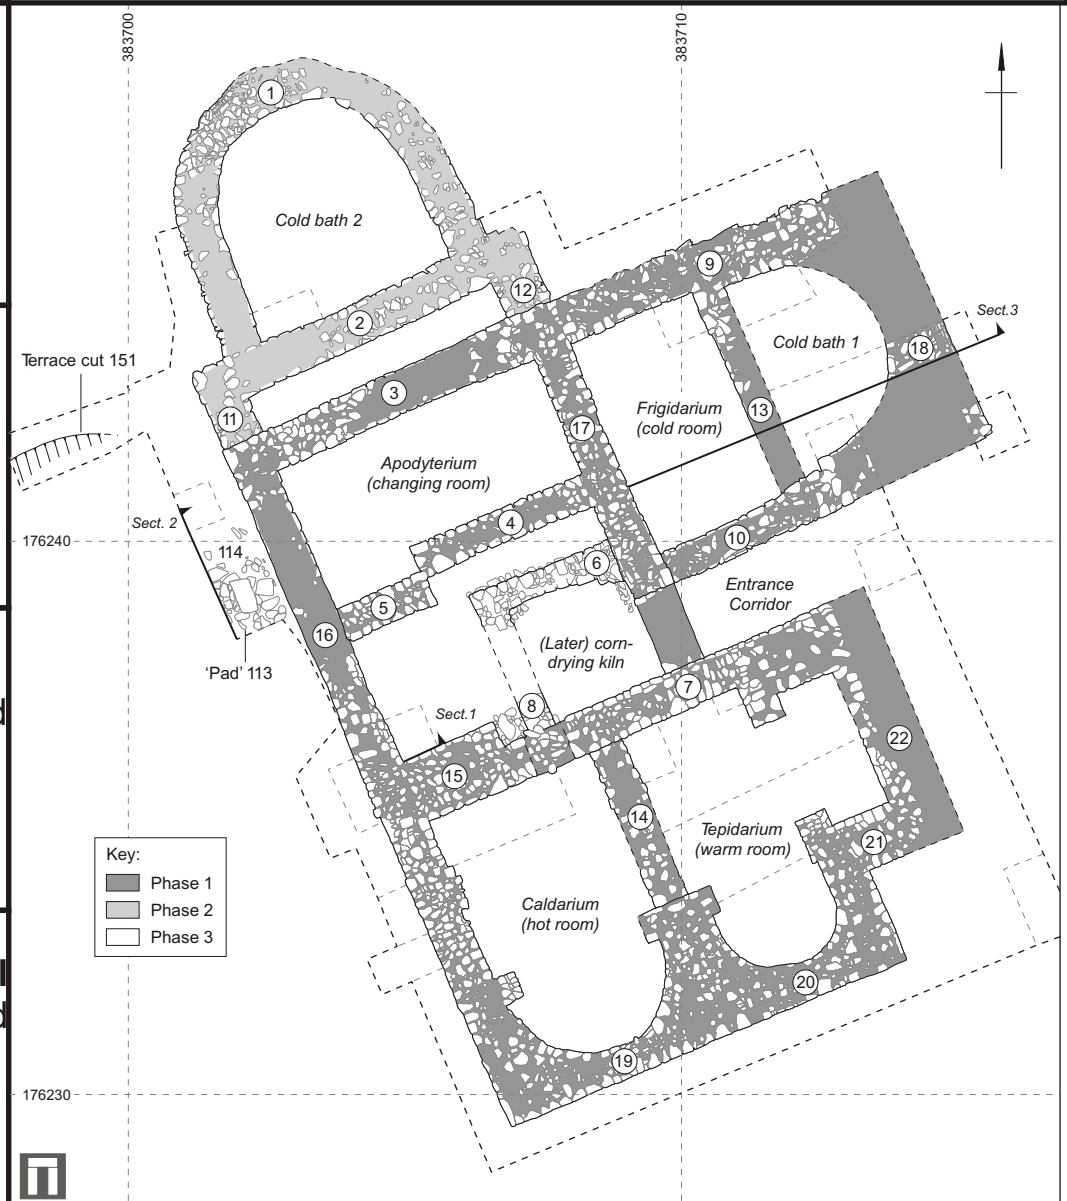 383700
383710
1
Cold bath 2
12
9
2
Sect.3
Cold bath 1
18
Terrace cut 151
3
11
13
17
Frigidarium
(cold room)
Apodyterium
(changing room)
4
Sect. 2
10
176240
114
6
Entrance
Corridor
5
16
(Later) corn-
drying kiln
'Pad' 113
7
8
Sect.1
22
15
14
Tepidarium
(warm room)
21
Key:
Phase 1
Phase 2
Phase 3
Caldarium
(hot room)
20
19
176230